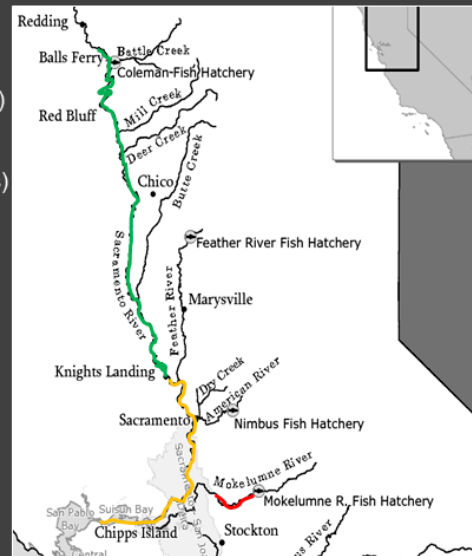 Redding
Battle Creek
Balls Ferry
Coleman-Fish Hatchery
)
Red Bluff
Mill Creek
Deer Creek
)
Chico
Butte Creek
Sacramento River
Feather River Fish Hatchery
Feather River
Marysville
Knights Landing
Dry Creek
American River
Sacramento
Nimbus Fish Hatchery
Mokelumne River
Mokelumne R. Fish Hatchery
San Pablo
Bay
Suisun Bay
Chipps Island
Stockton
Central
River